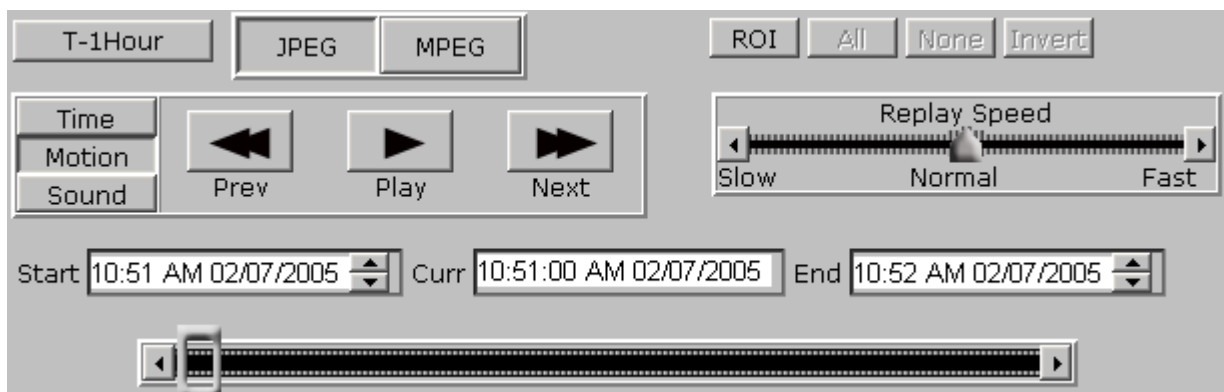 T-1Hour JPEG MPEG ROI All None Invert
Time
Motion
Sound
Prev Play Next
Replay Speed
Slow Normal Fast
Start 10:51 AM 02/07/2005 Curr 10:51:00 AM 02/07/2005 End 10:52 AM 02/07/2005